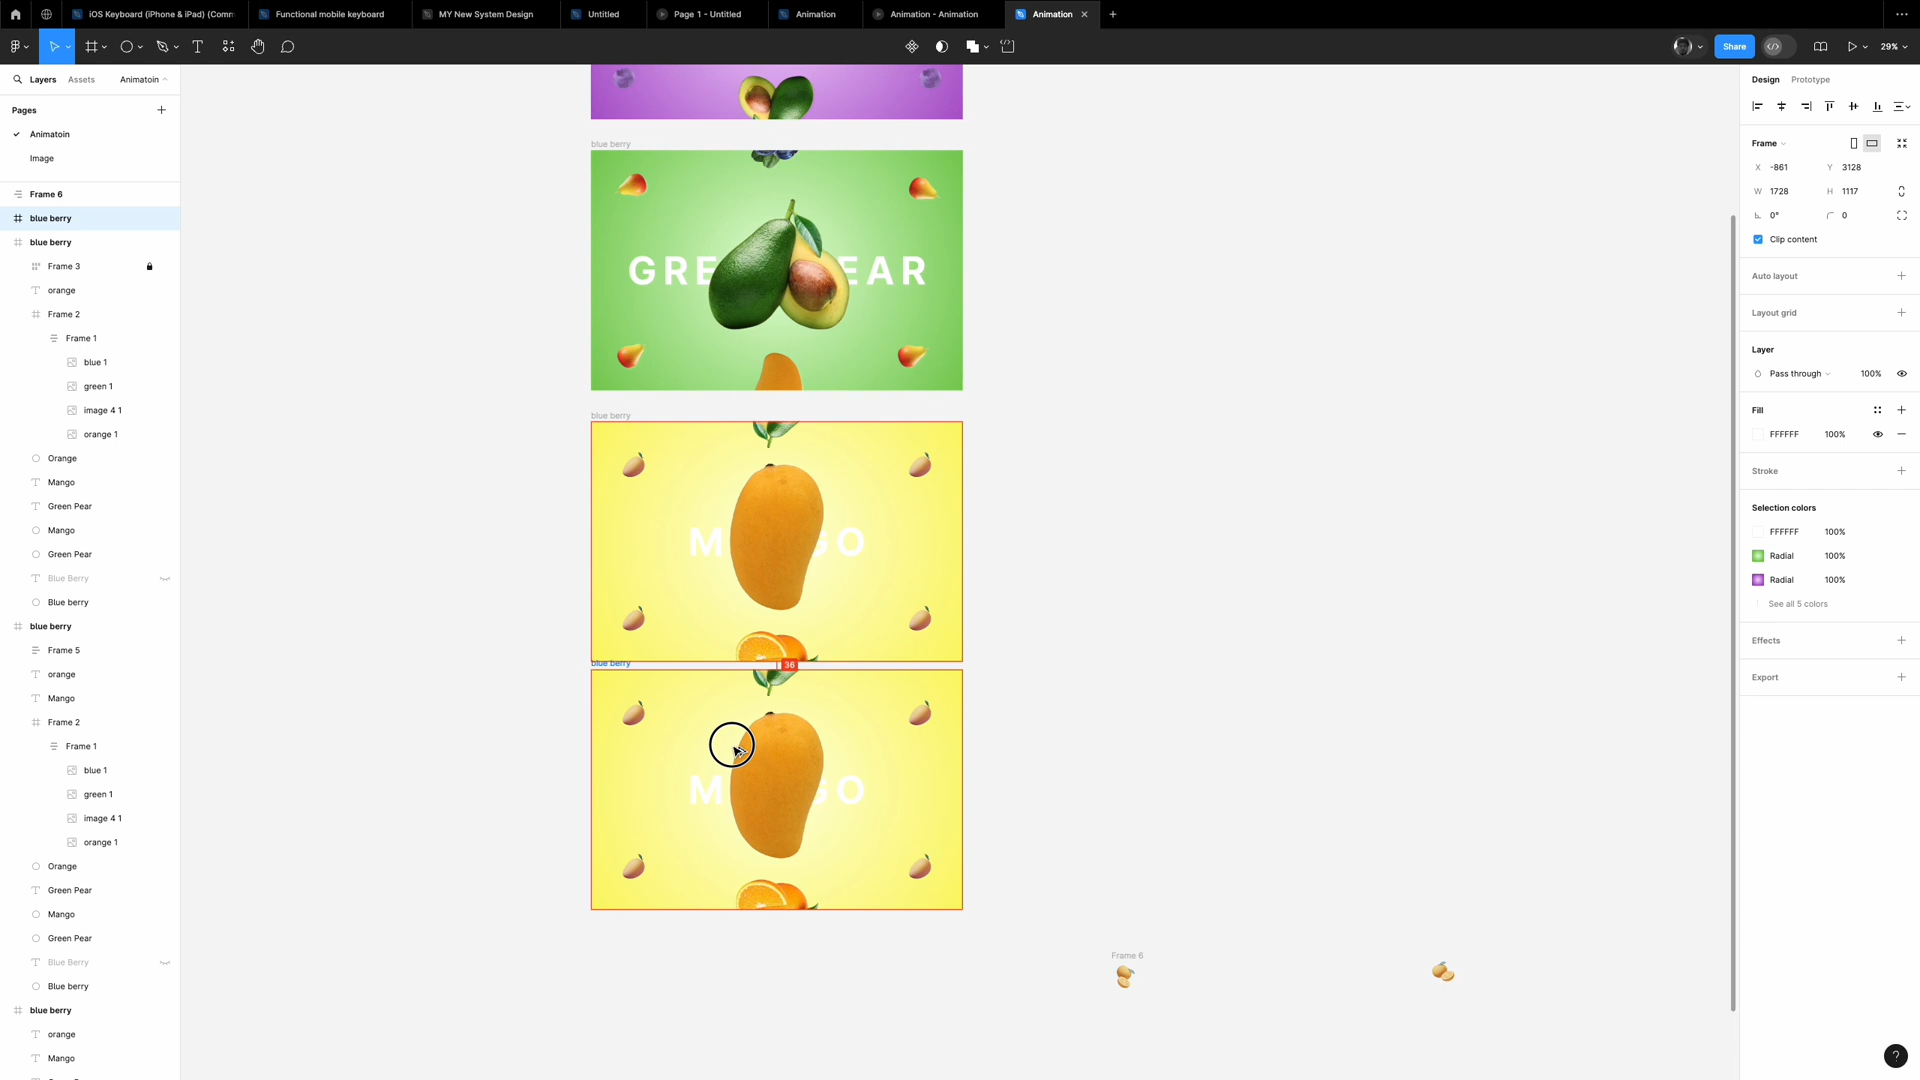 iOS Keyboard (iPhone & iPad) (Comm
Functional mobile keyboard
MY New System Design
Untitled
Page 1 - Untitled
Animation
Animation - Animation
Animation
Share
29%
Layers
Assets
Animatoin
Pages
Animatoin
Image
Frame 6
blue berry
blue berry
Frame 3
orange
Frame 2
Frame 1
blue 1
green 1
image 4 1
orange 1
Orange
Mango
Green Pear
Mango
Green Pear
Blue Berry
Blue berry
blue berry
Frame 5
orange
Mango
Frame 2
Frame 1
blue 1
green 1
image 4 1
orange 1
Orange
Green Pear
Mango
Green Pear
Blue Berry
Blue berry
blue berry
orange
Mango
blue berry
GRE EAR
blue berry
M GO
blue berry
36
M GO
Frame 6
Design
Prototype
Frame
X -861
Y 3128
W 1728
H 1117
0°
0
Clip content
Auto layout
Layout grid
Layer
Pass through
100%
Fill
FFFFFF
100%
Stroke
Selection colors
FFFFFF
100%
Radial
100%
Radial
100%
See all 5 colors
Effects
Export
?